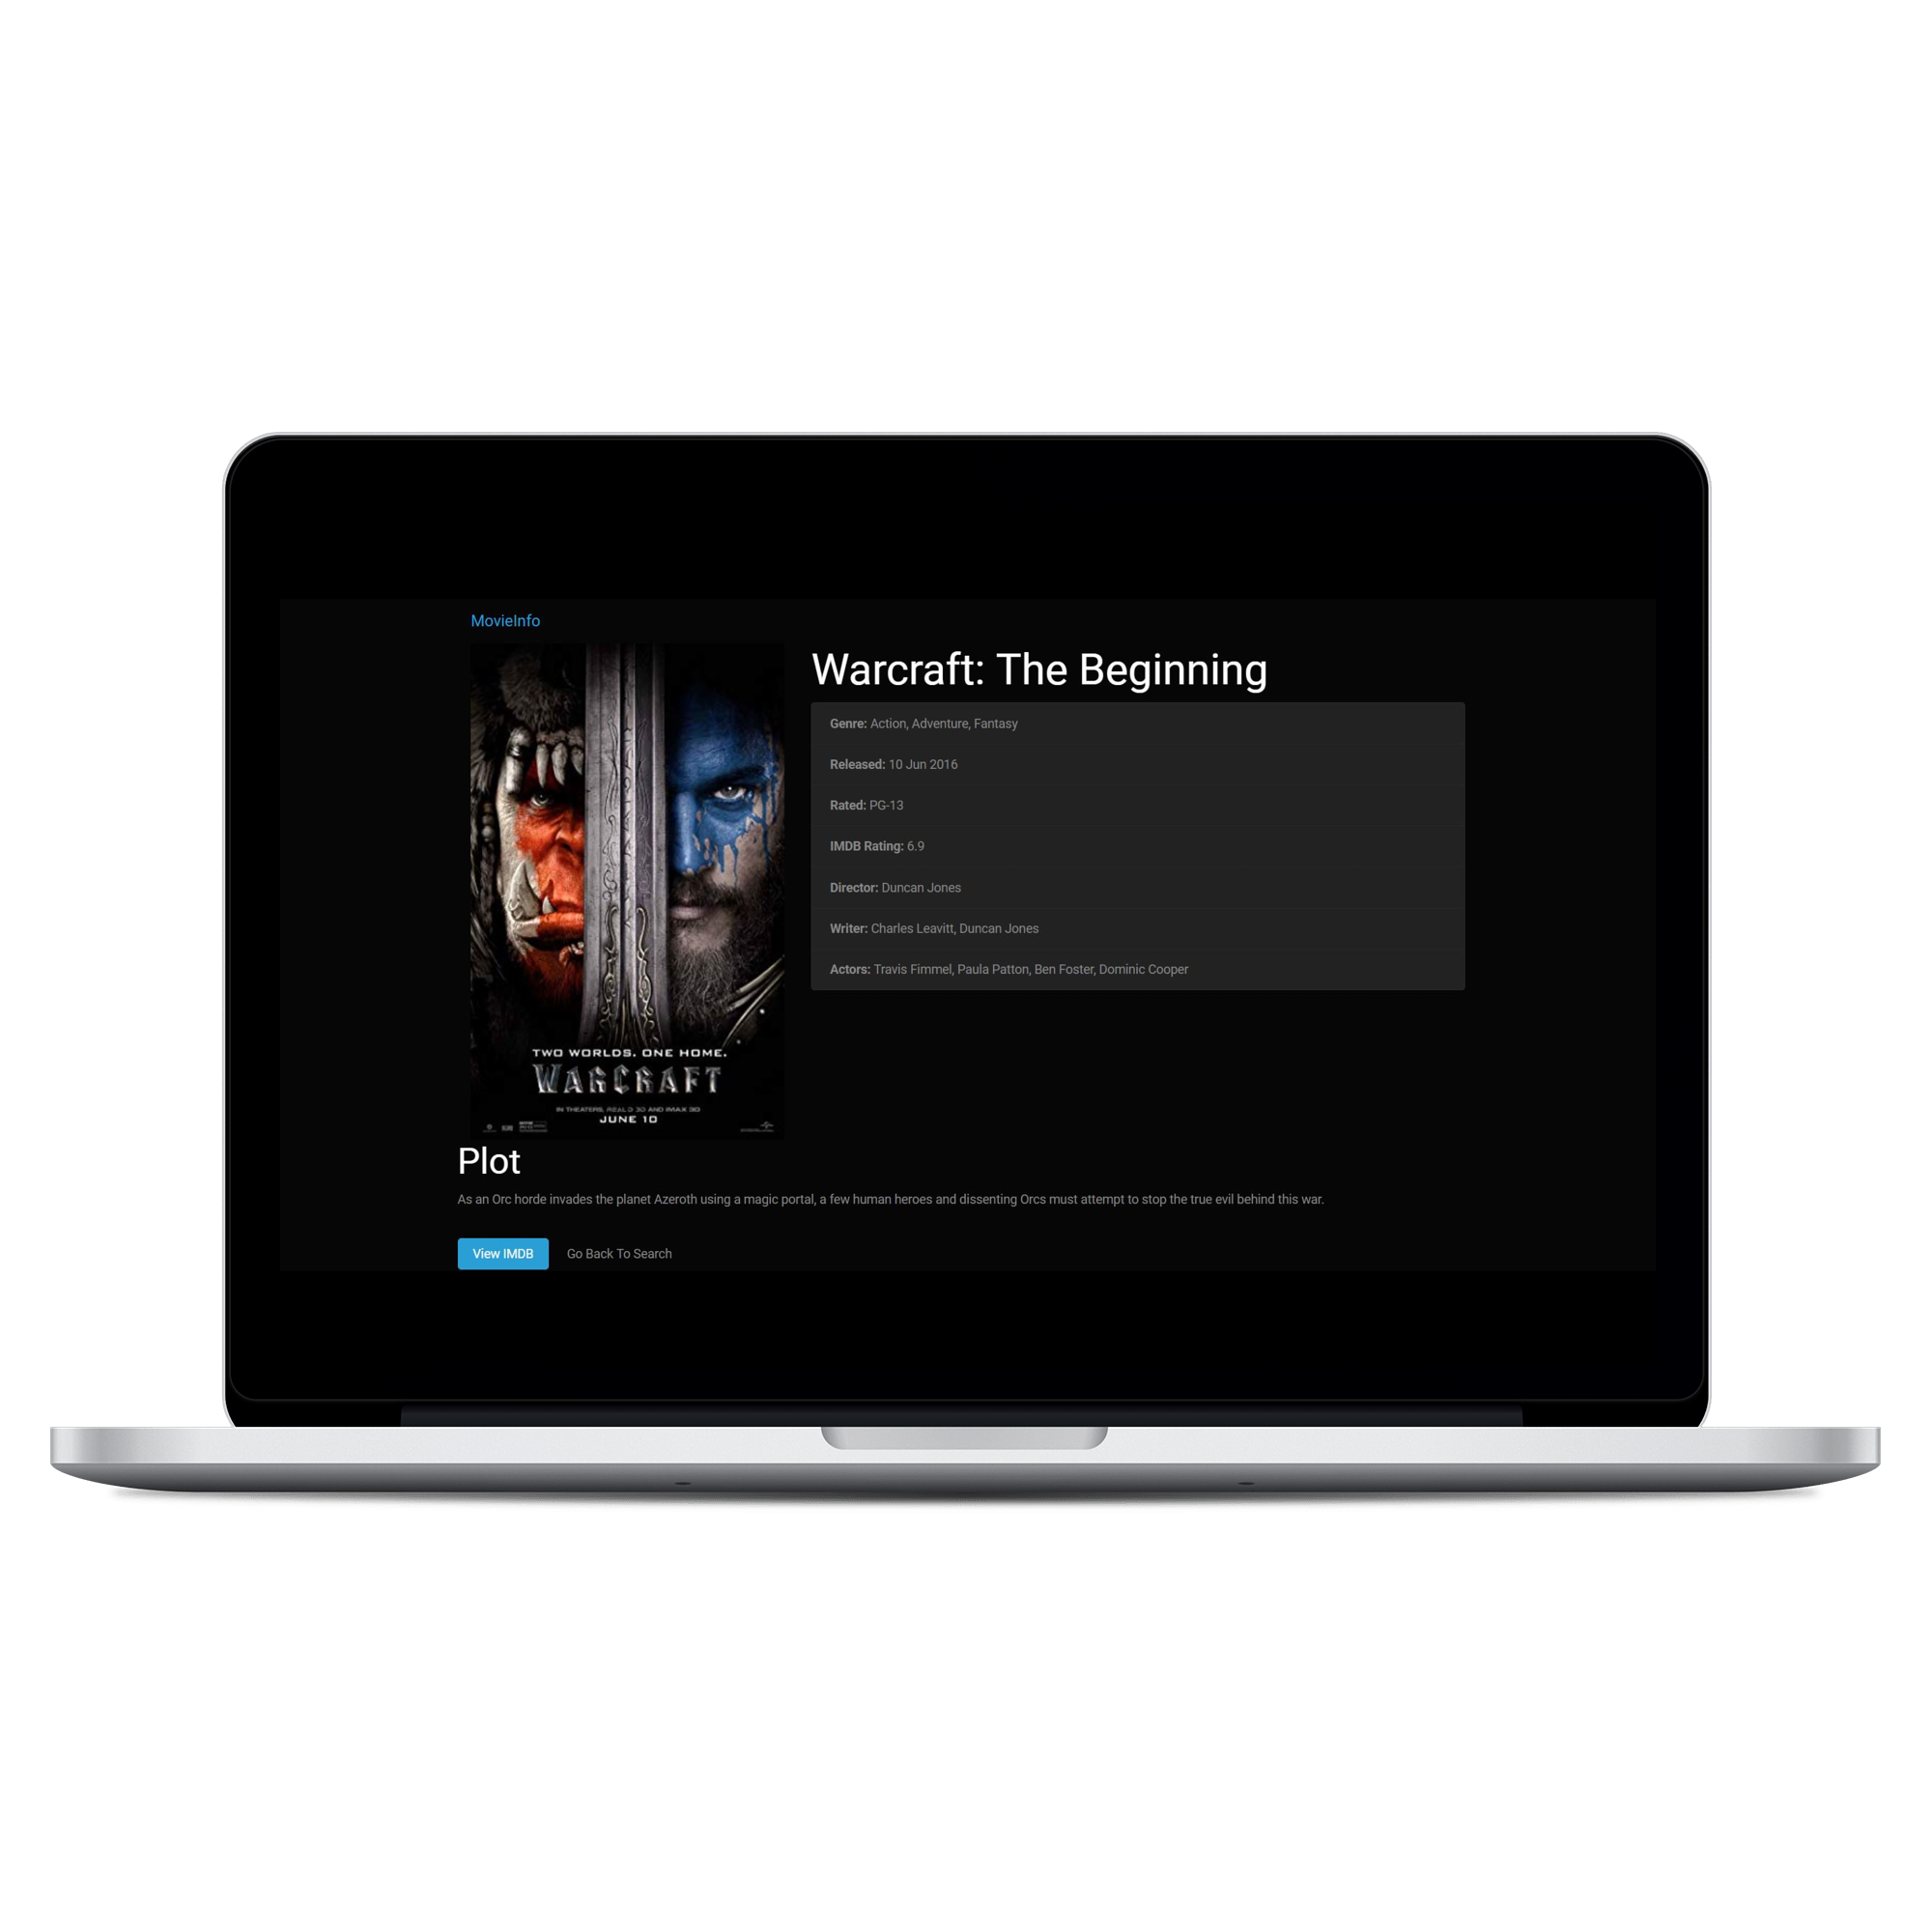 MovieInfo
Warcraft: The Beginning
Genre: Action, Adventure, Fantasy
Released: 10 Jun 2016
Rated: PG-13
IMDB Rating: 6.9
Director: Duncan Jones
Writer: Charles Leavitt, Duncan Jones
Actors: Travis Fimmel, Paula Patton, Ben Foster, Dominic Cooper
TWO WORLDS. ONE HOME.
WARCRAFT
IN THEATERS, REALD 3D AND IMAX 3D
JUNE 10
Plot
As an Orc horde invades the planet Azeroth using a magic portal, a few human heroes and dissenting Orcs must attempt to stop the true evil behind this war.
View IMDB
Go Back To Search